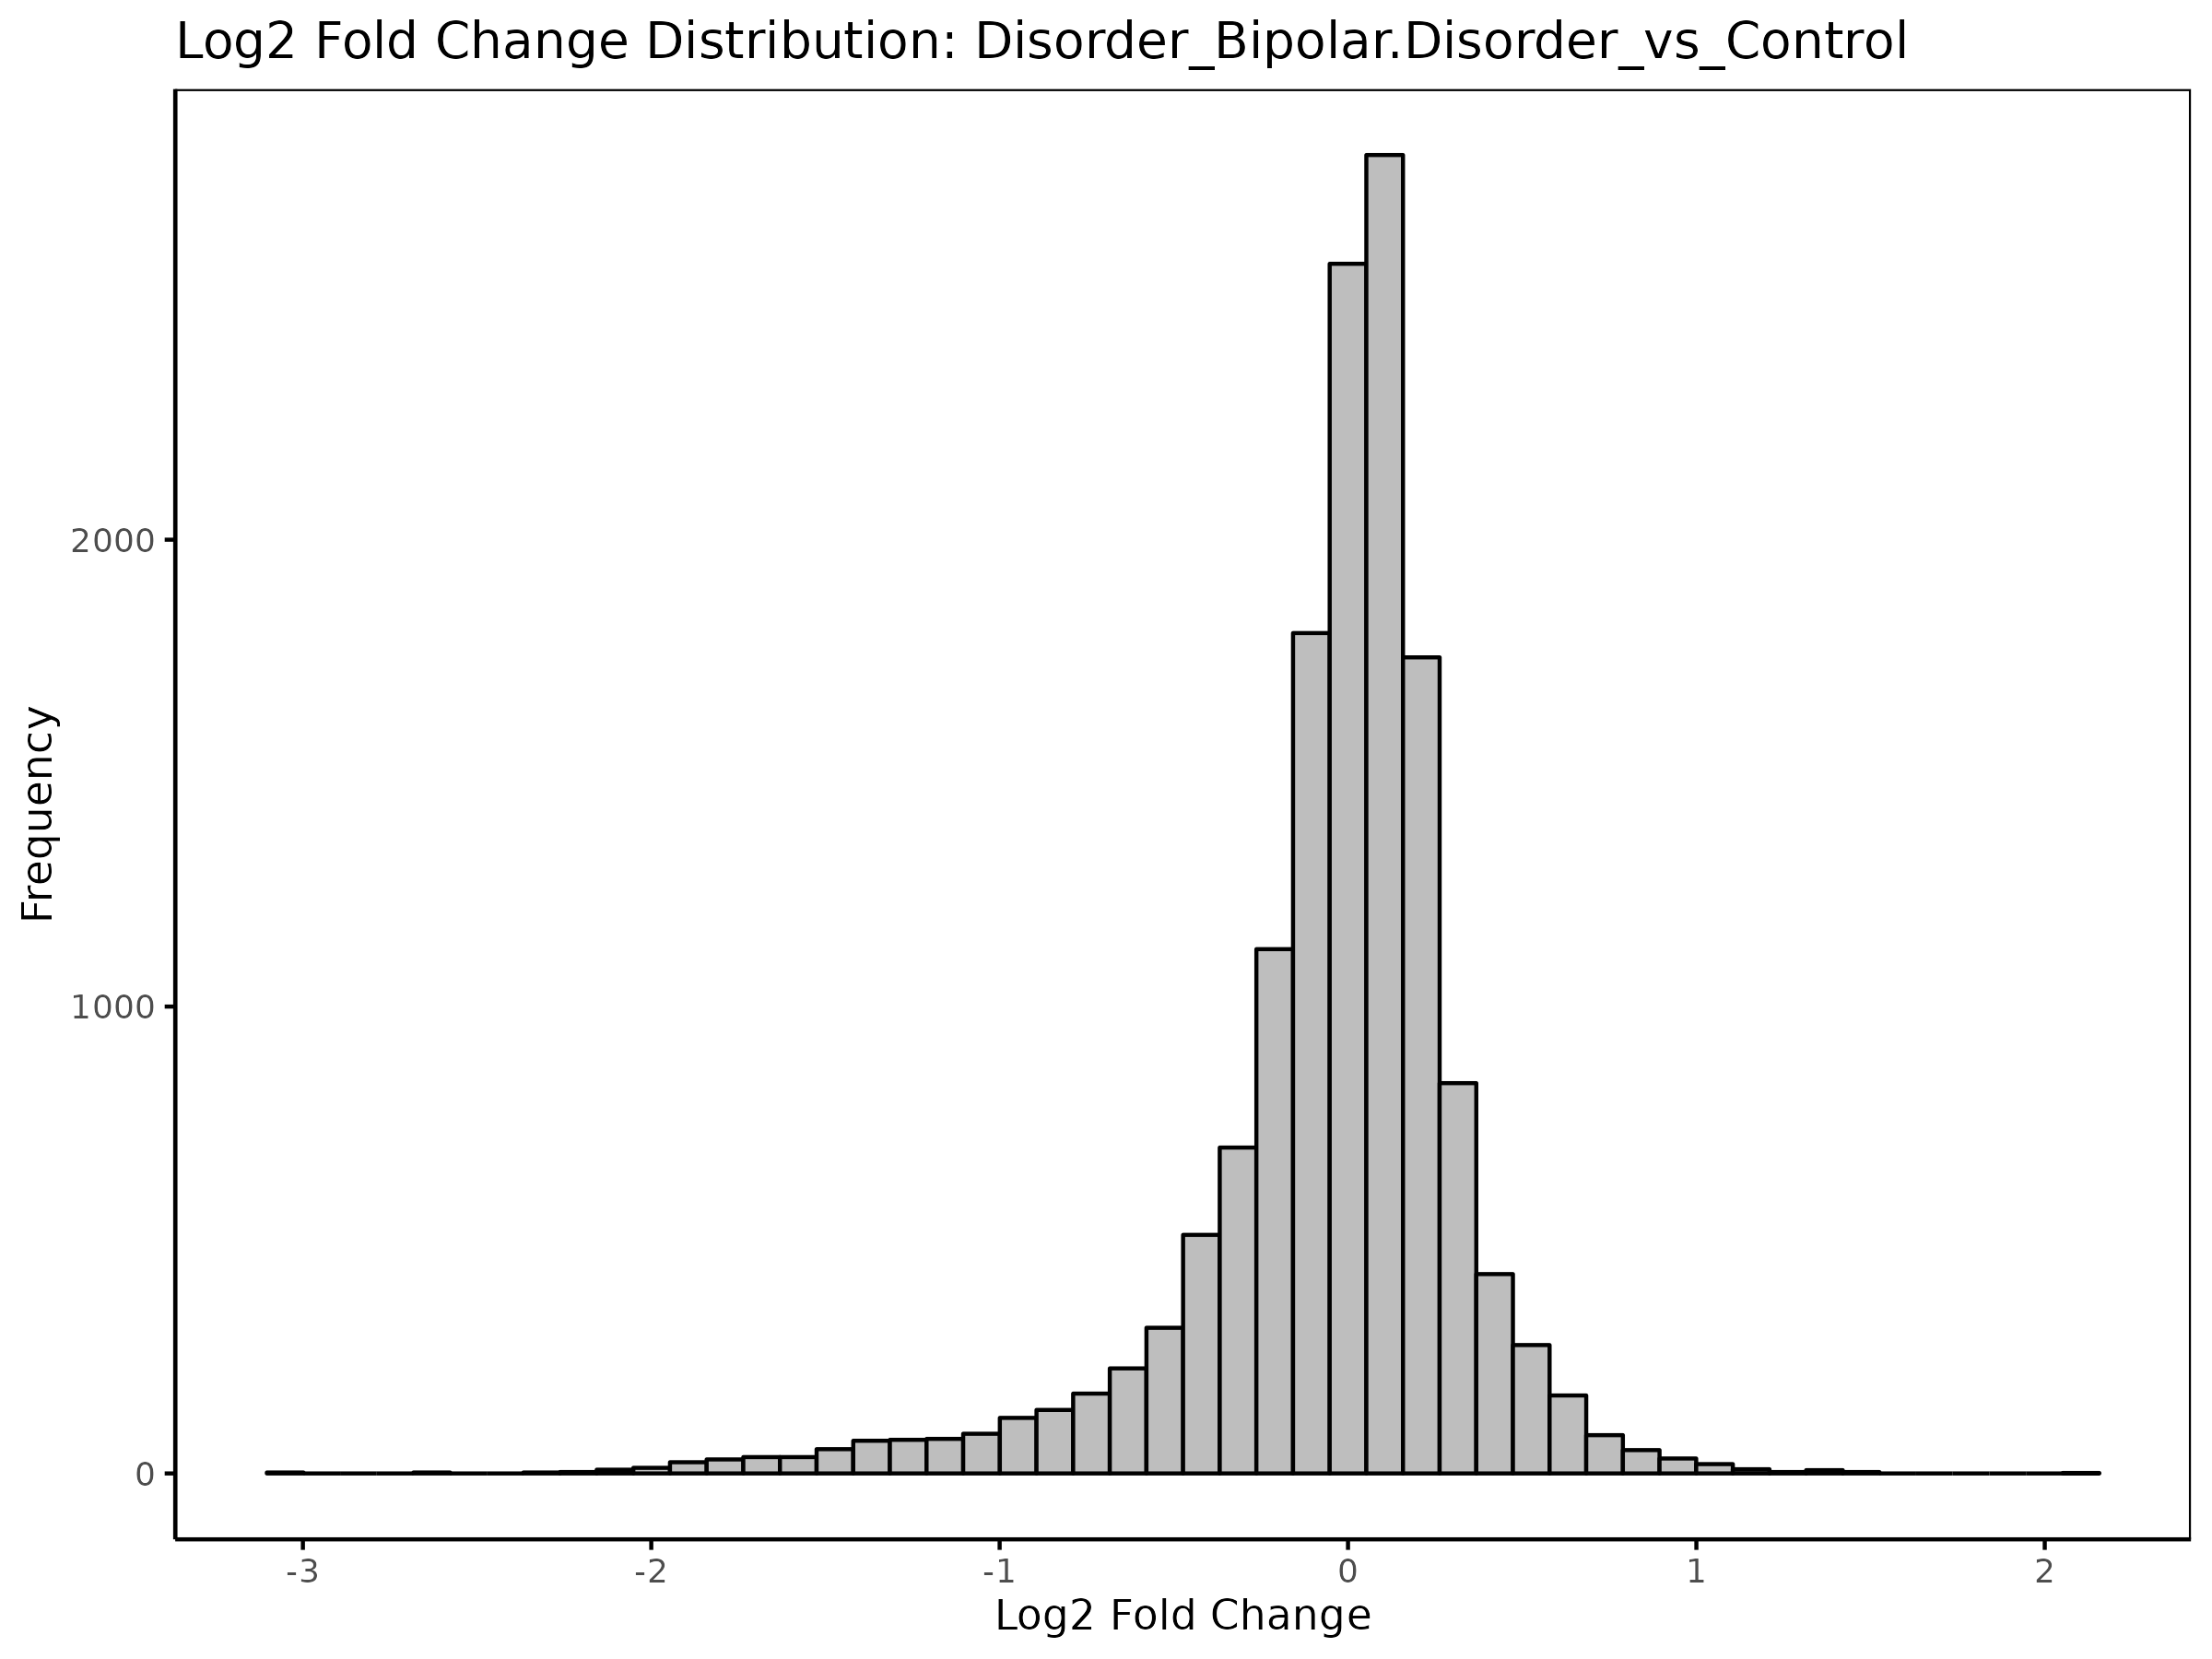 Log2 Fold Change Distribution: Disorder_Bipolar.Disorder_vs_Control
Frequency
2000
1000
0
-3 -2 -1 0 1 2
Log2 Fold Change